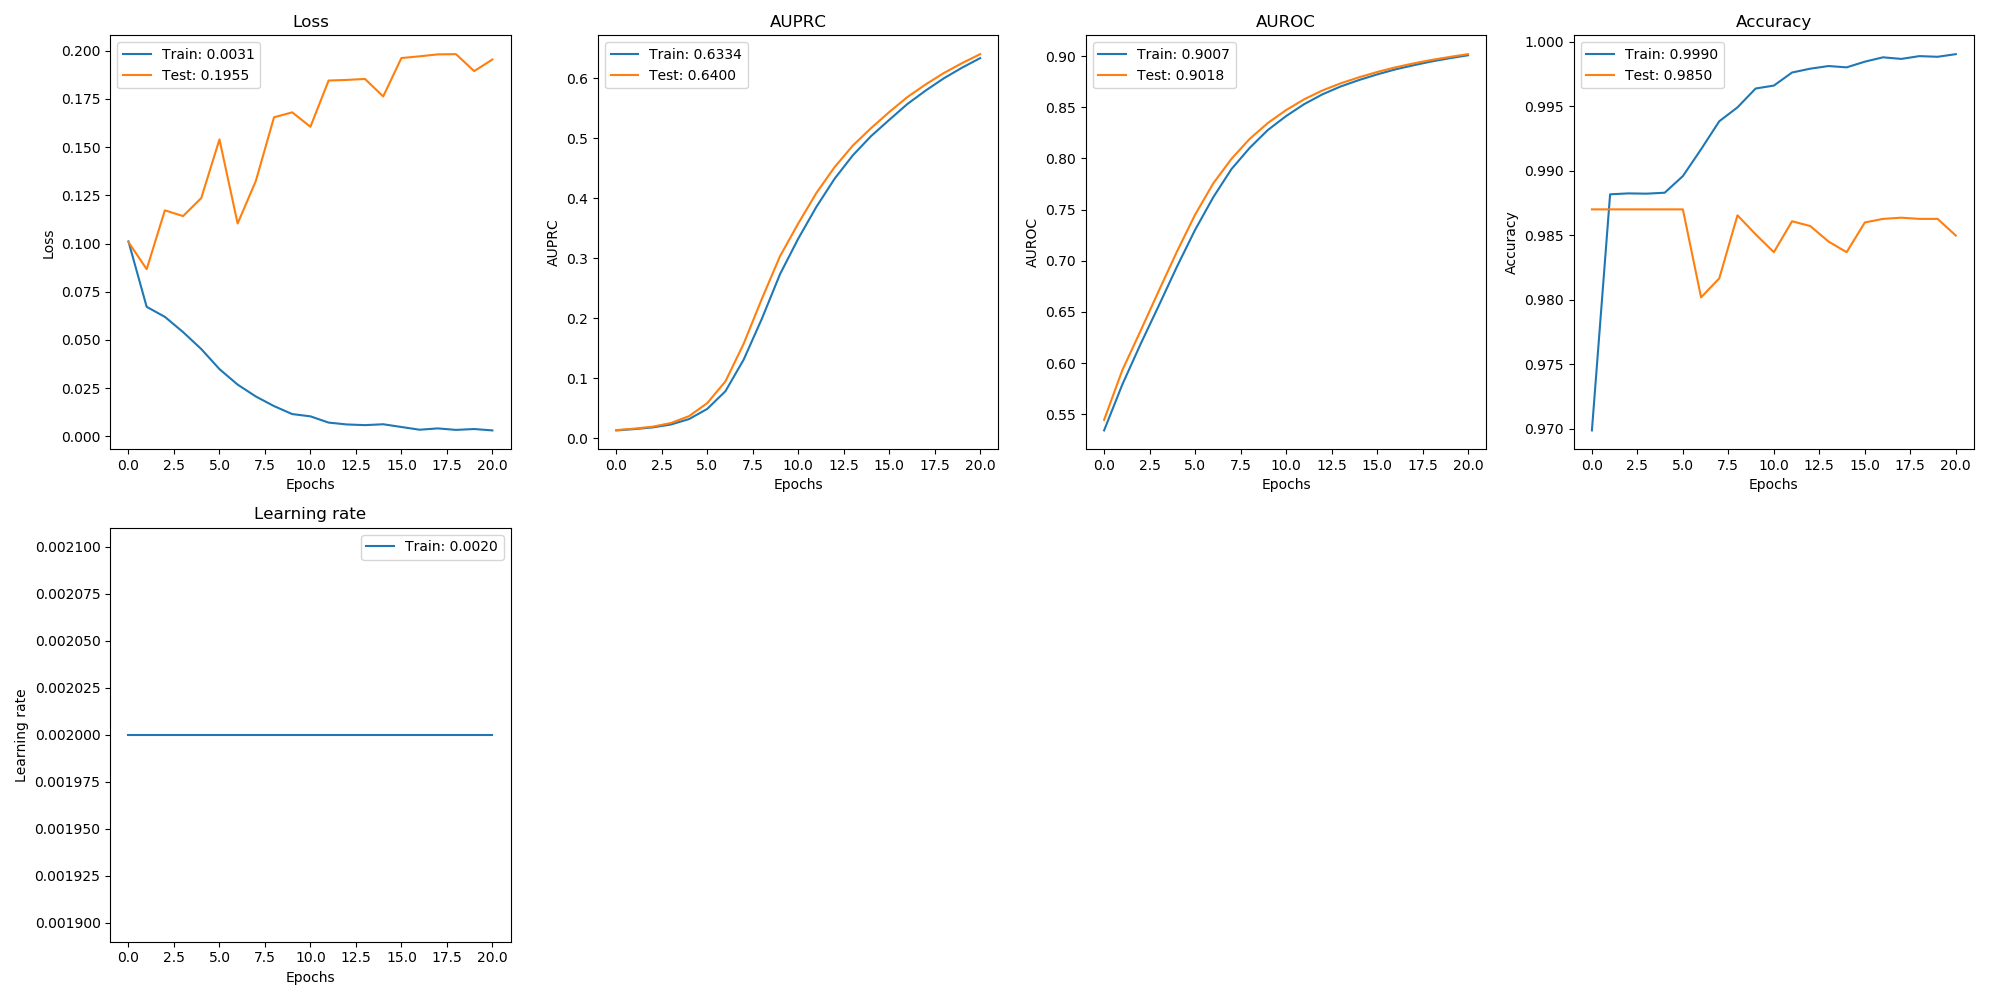 Loss
Train: 0.0031
Test: 0.1955
0.200
0.175
0.150
0.125
0.100
0.075
0.050
0.025
0.000
Loss
0.0 2.5 5.0 7.5 10.0 12.5 15.0 17.5 20.0
Epochs
AUPRC
Train: 0.6334
Test: 0.6400
0.6
0.5
0.4
0.3
0.2
0.1
0.0
AUPRC
0.0 2.5 5.0 7.5 10.0 12.5 15.0 17.5 20.0
Epochs
AUROC
Train: 0.9007
Test: 0.9018
0.90
0.85
0.80
0.75
0.70
0.65
0.60
0.55
AUROC
0.0 2.5 5.0 7.5 10.0 12.5 15.0 17.5 20.0
Epochs
Accuracy
Train: 0.9990
Test: 0.9850
1.000
0.995
0.990
0.985
0.980
0.975
0.970
Accuracy
0.0 2.5 5.0 7.5 10.0 12.5 15.0 17.5 20.0
Epochs
Learning rate
Train: 0.0020
0.002100
0.002075
0.002050
0.002025
0.002000
0.001975
0.001950
0.001925
0.001900
Learning rate
0.0 2.5 5.0 7.5 10.0 12.5 15.0 17.5 20.0
Epochs